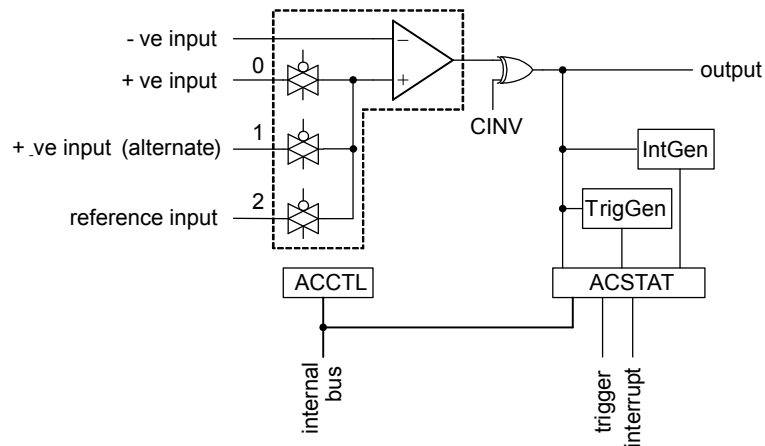 - ve input
+ ve input
0
+ ve input (alternate)
1
reference input
2
−
+
CINV
output
IntGen
TrigGen
ACCTL
ACSTAT
internal
bus
trigger
interrupt